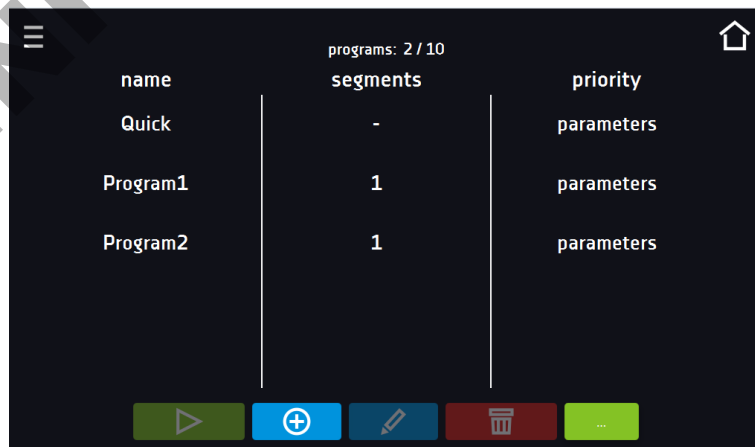 programs: 2 / 10
name segments priority
Quick - parameters
Program1 1 parameters
Program2 1 parameters
...